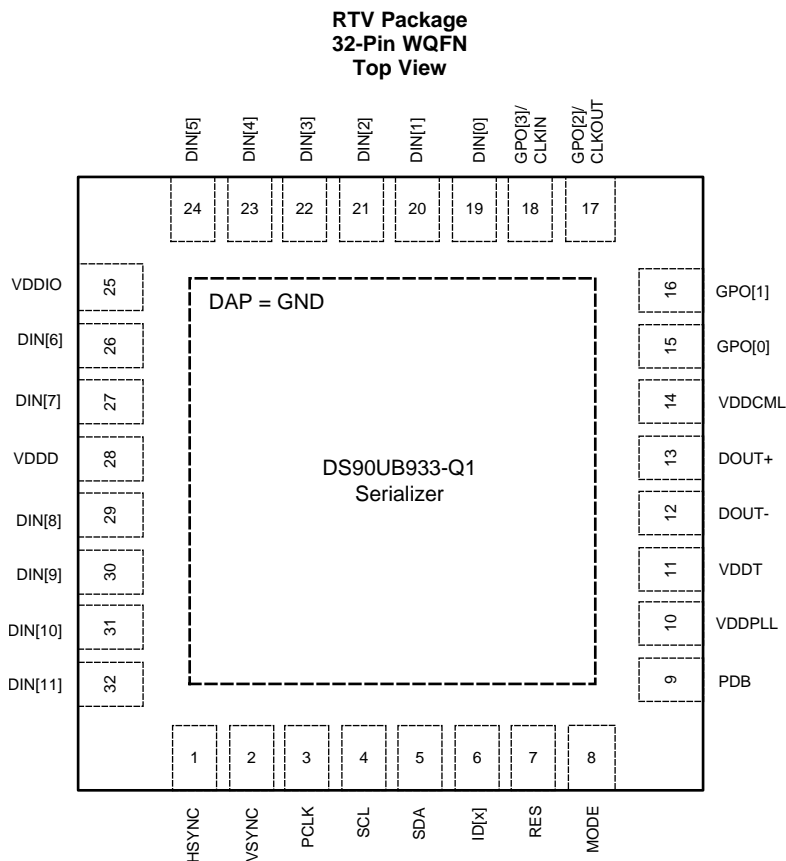 RTV Package
32-Pin WQFN
Top View
DIN[5]
DIN[4]
DIN[3]
DIN[2]
DIN[1]
DIN[0]
GPO[3]/
CLKIN
GPO[2]/
CLKOUT
24
23
22
21
20
19
18
17
VDDIO
25
DIN[6]
26
DIN[7]
27
VDDD
28
DIN[8]
29
DIN[9]
30
DIN[10]
31
DIN[11]
32
DAP = GND
DS90UB933-Q1
Serializer
16
GPO[1]
15
GPO[0]
14
VDDCML
13
DOUT+
12
DOUT-
11
VDDT
10
VDDPLL
9
PDB
1
2
3
4
5
6
7
8
HSYNC
VSYNC
PCLK
SCL
SDA
ID[x]
RES
MODE